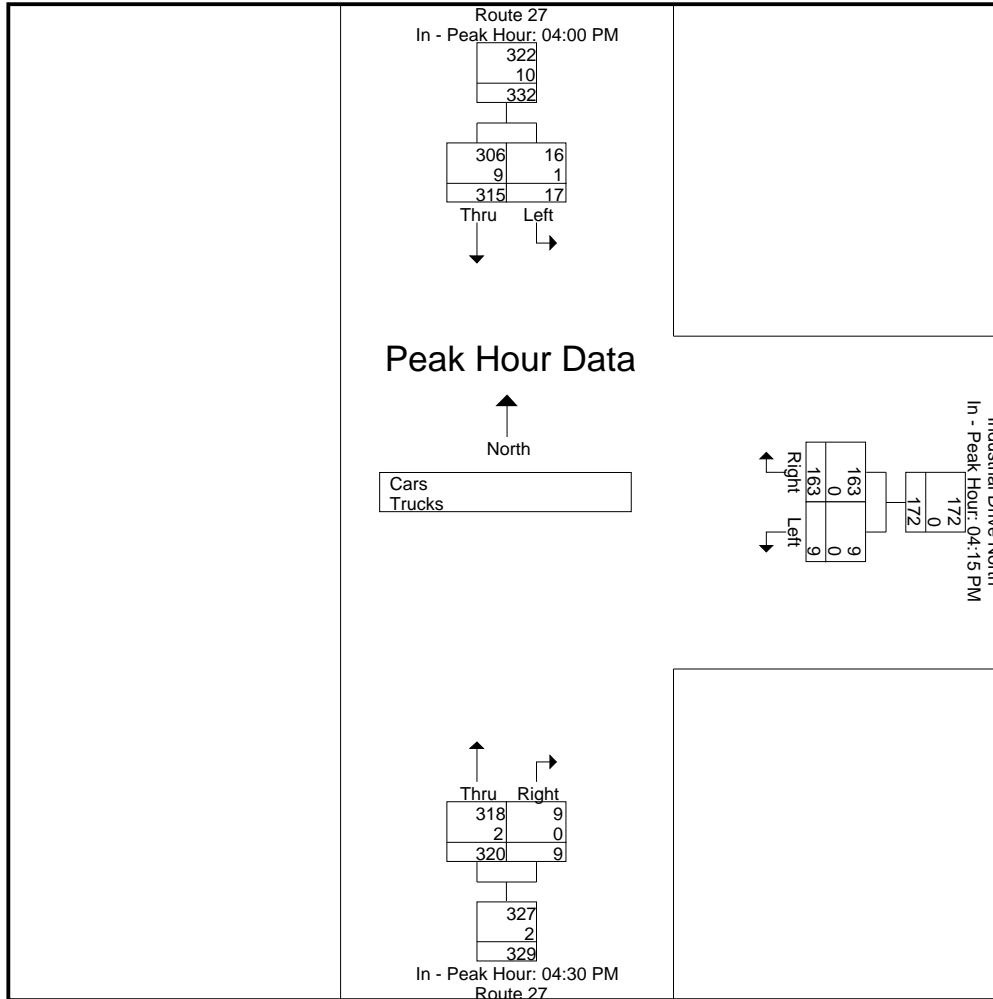 Route 27
In - Peak Hour: 04:00 PM
322
10
332
306 16
9 1
315 17
Thru Left
Peak Hour Data
North
Cars
Trucks
Industrial Drive North
In - Peak Hour: 04:15 PM
172
0
172
163 9
0 0
163 9
Right Left
Thru Right
318 9
2 0
320 9
327
2
329
In - Peak Hour: 04:30 PM
Route 27